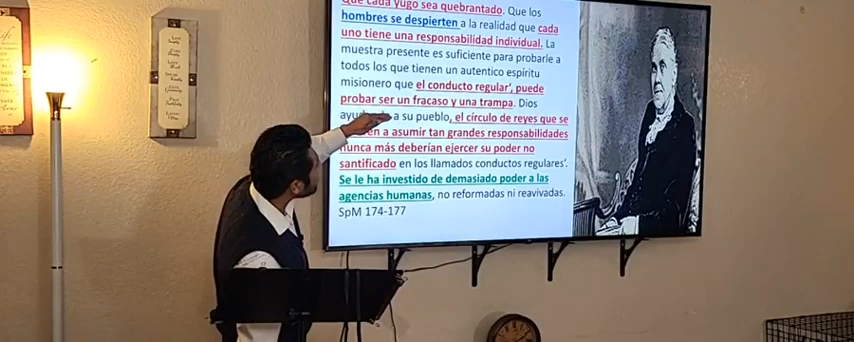 Que cada yugo sea quebrantado. Que los
hombres se despierten a la realidad que cada
uno tiene una responsabilidad individual. La
muestra presente es suficiente para probarle a
todos los que tienen un autentico espíritu
misionero que el conducto regular', puede
probar ser un fracaso y una trampa. Dios
a su pueblo, el círculo de reyes que se
a asumir tan grandes responsabilidades
nunca más deberían ejercer su poder no
santificado en los llamados conductos regulares'.
Se le ha investido de demasiado poder a las
agencias humanas, no reformadas ni reavivadas.
SpM 174-177